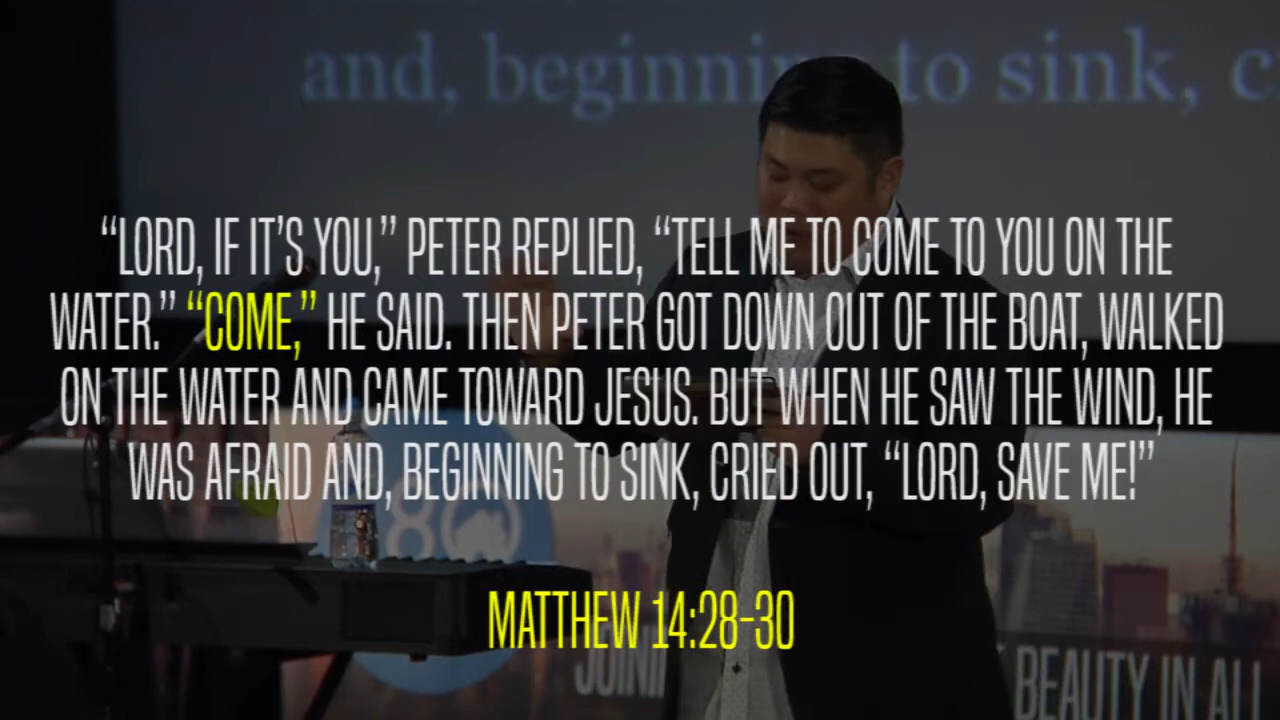 and, beginning to sink, c
“LORD, IF IT’S YOU,” PETER REPLIED, “TELL ME TO COME TO YOU ON THE
WATER.” “COME,” HE SAID. THEN PETER GOT DOWN OUT OF THE BOAT, WALKED
ON THE WATER AND CAME TOWARD JESUS. BUT WHEN HE SAW THE WIND, HE
WAS AFRAID AND, BEGINNING TO SINK, CRIED OUT, “LORD, SAVE ME!”
8
MATTHEW 14:28-30
BEAUTY IN ALL